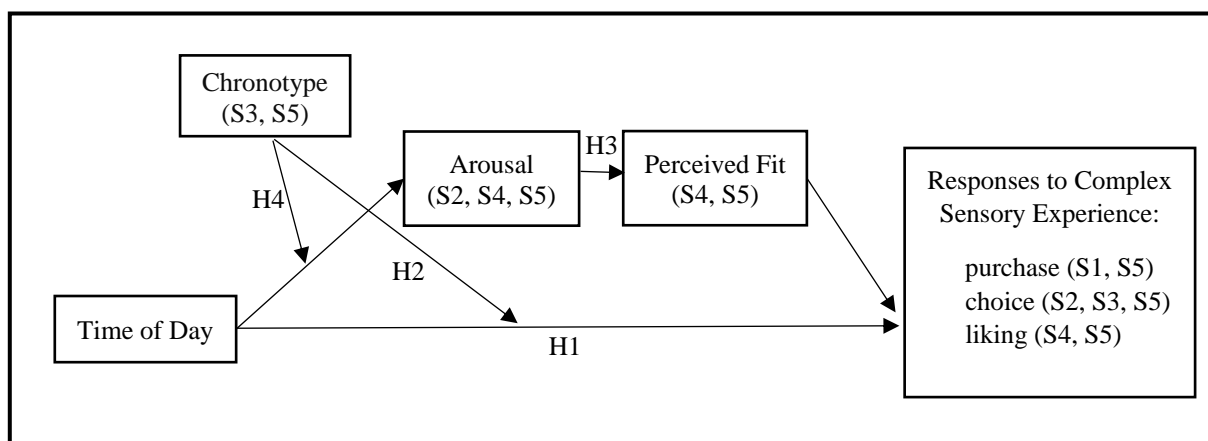 Chronotype
(S3, S5)
H3
Arousal
(S2, S4, S5)
Perceived Fit
(S4, S5)
Responses to Complex
Sensory Experience:
purchase (S1, S5)
choice (S2, S3, S5)
liking (S4, S5)
H4
H2
Time of Day
H1